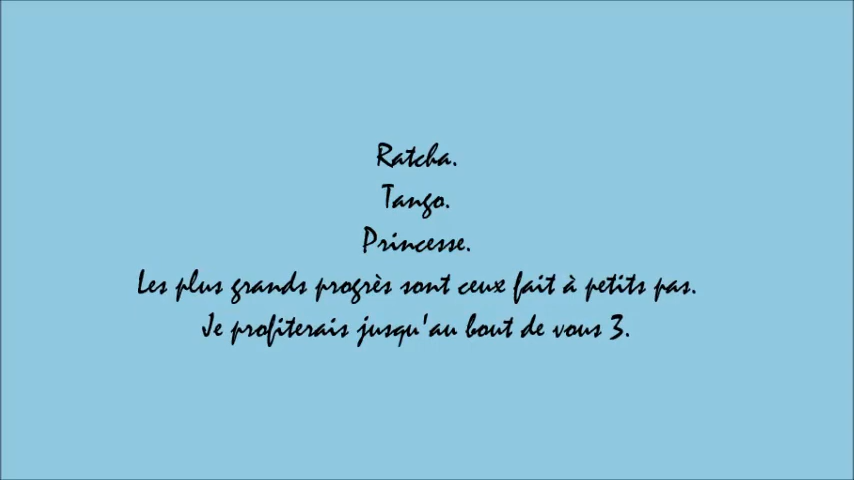 Ratcha.
Tango.
Princesse.
Les plus grands progrès sont ceux fait à petits pas.
Je profiterais jusqu'au bout de vous 3.